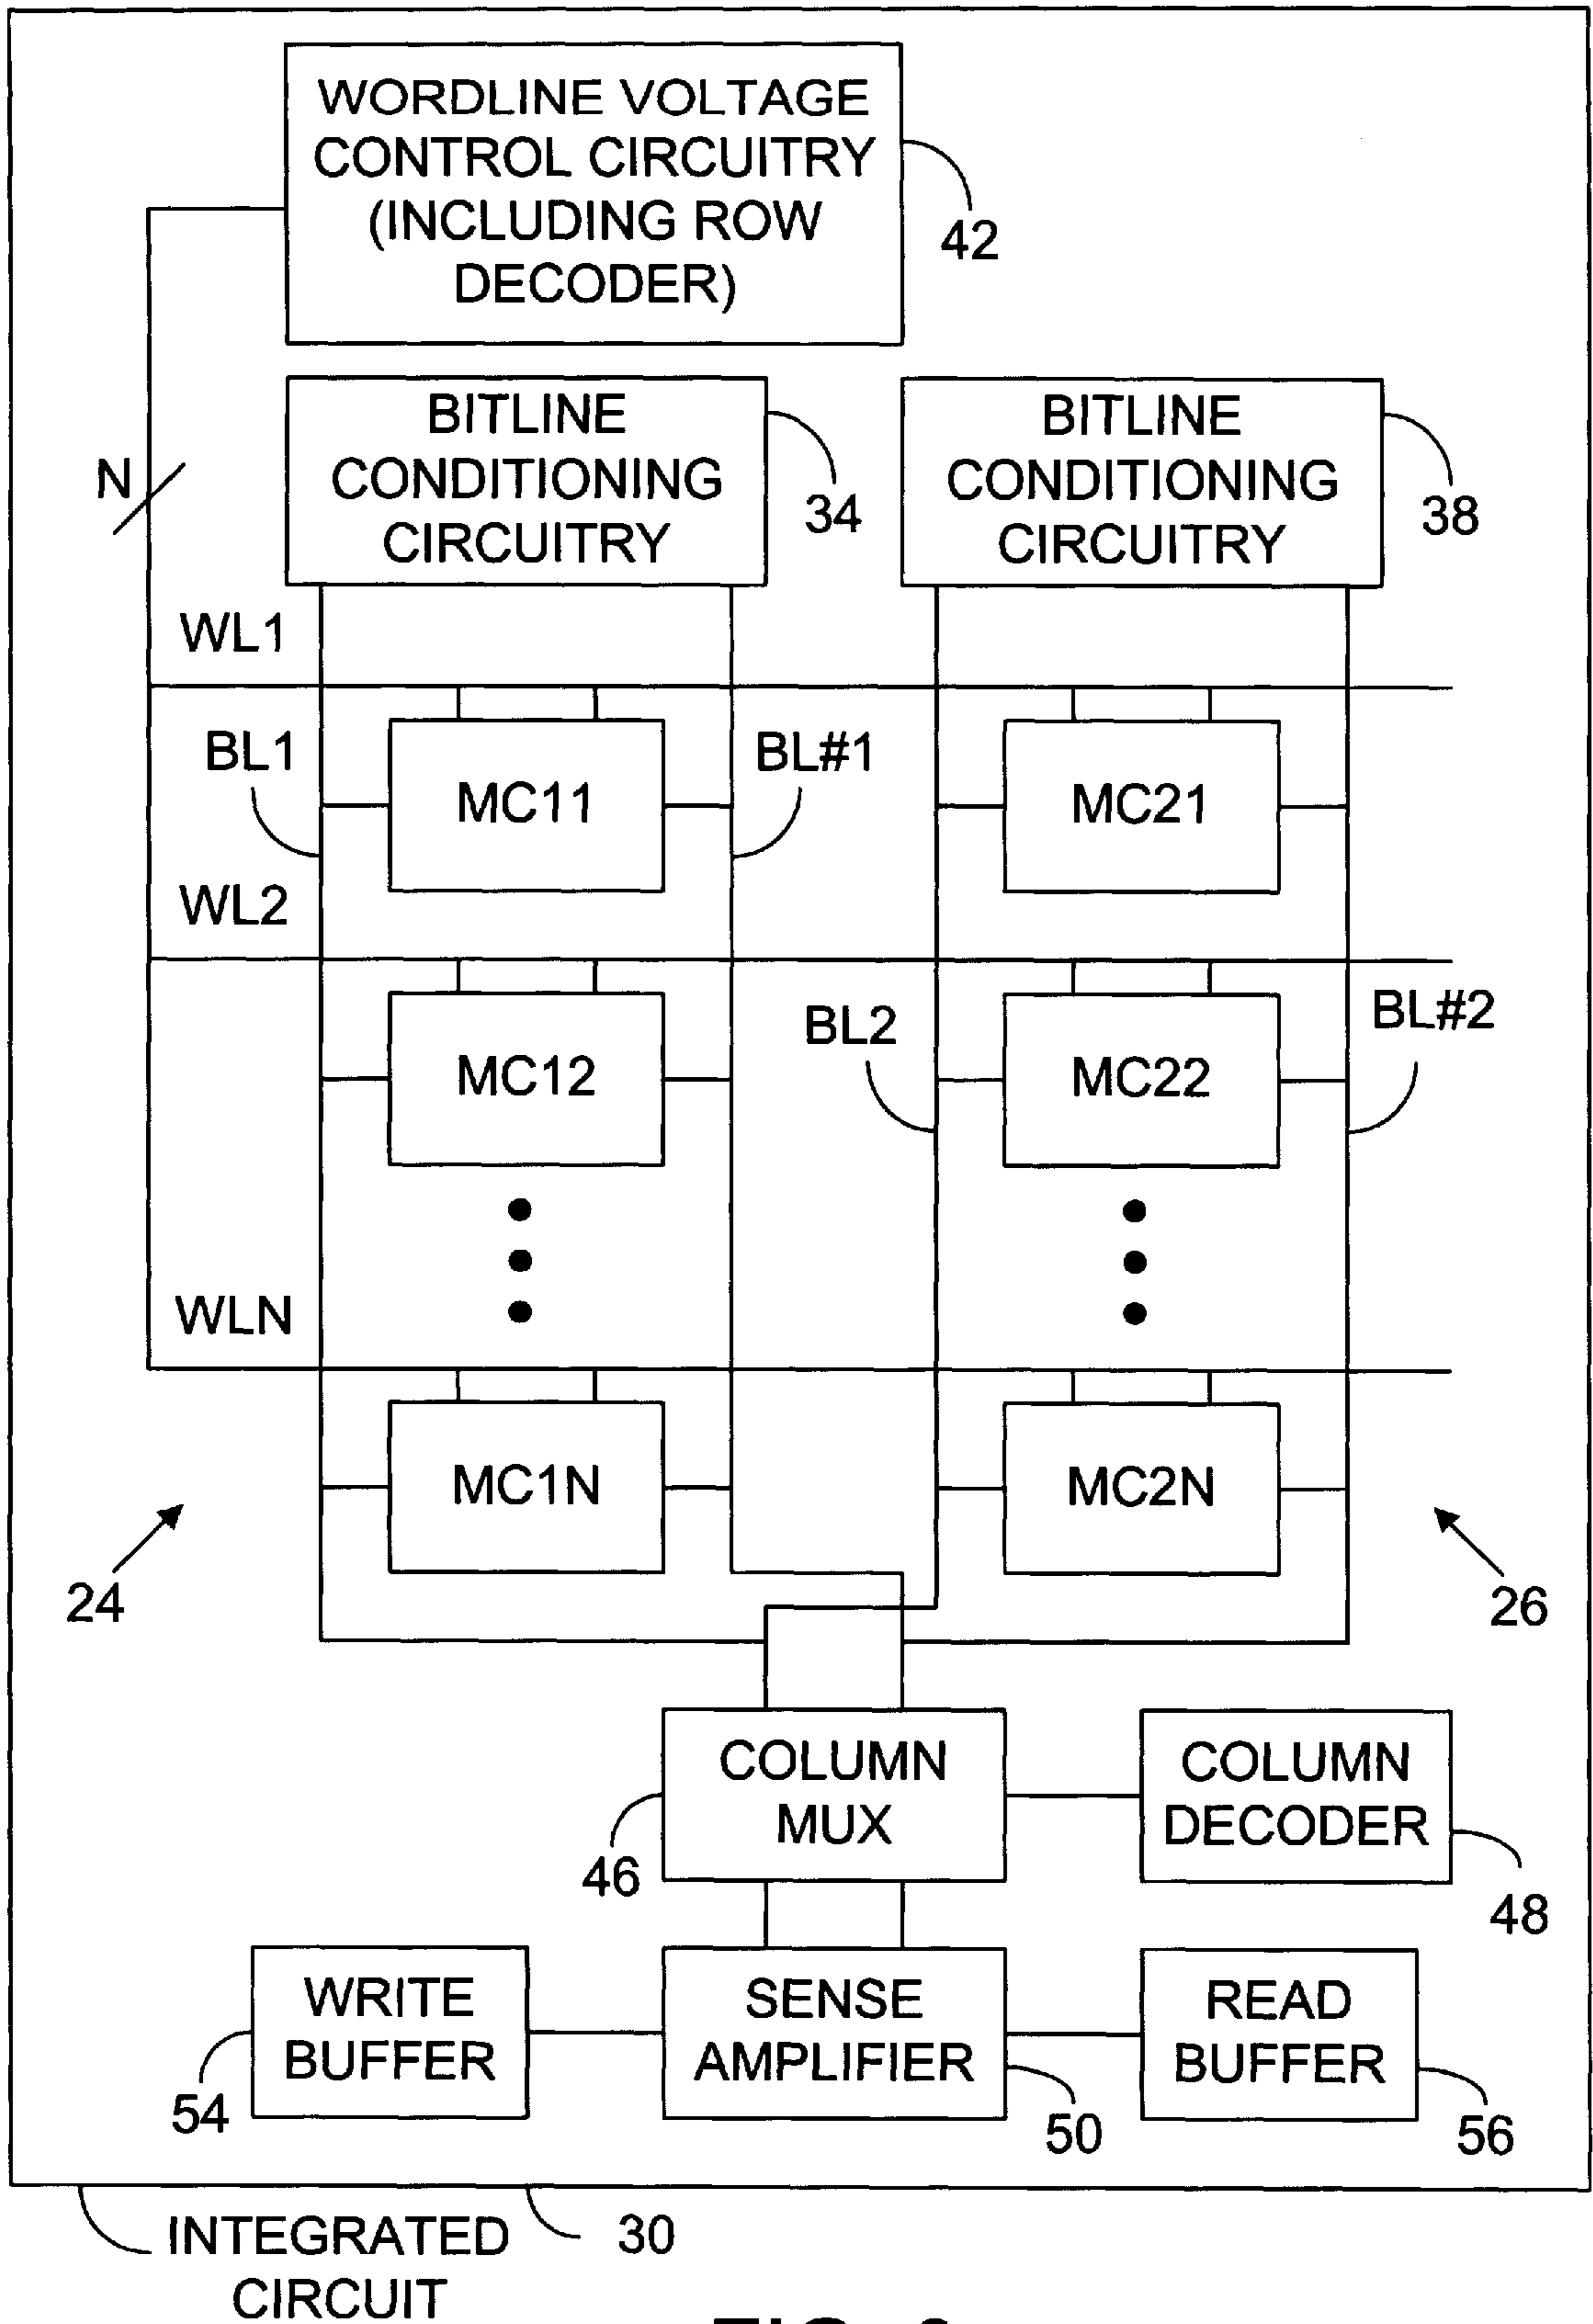 WORDLINE VOLTAGE
CONTROL CIRCUITRY
(INCLUDING ROW
DECODER)
42
BITLINE
CONDITIONING
CIRCUITRY
34
BITLINE
CONDITIONING
CIRCUITRY
38
N
WL1
BL1
MC11
BL#1
MC21
WL2
MC12
BL2
MC22
BL#2
WLN
MC1N
MC2N
24
26
COLUMN
MUX
46
COLUMN
DECODER
48
WRITE
BUFFER
54
SENSE
AMPLIFIER
50
READ
BUFFER
56
INTEGRATED
CIRCUIT
30